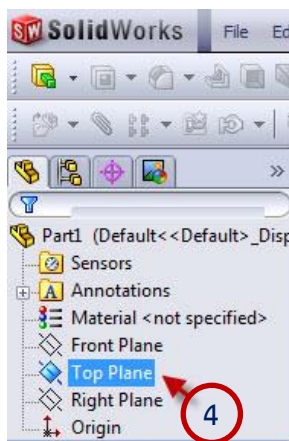 SW SolidWorks File Ed
Part1 (Default<<Default>_Disp
Sensors
A Annotations
Material <not specified>
Front Plane
Top Plane
Right Plane
4
Origin